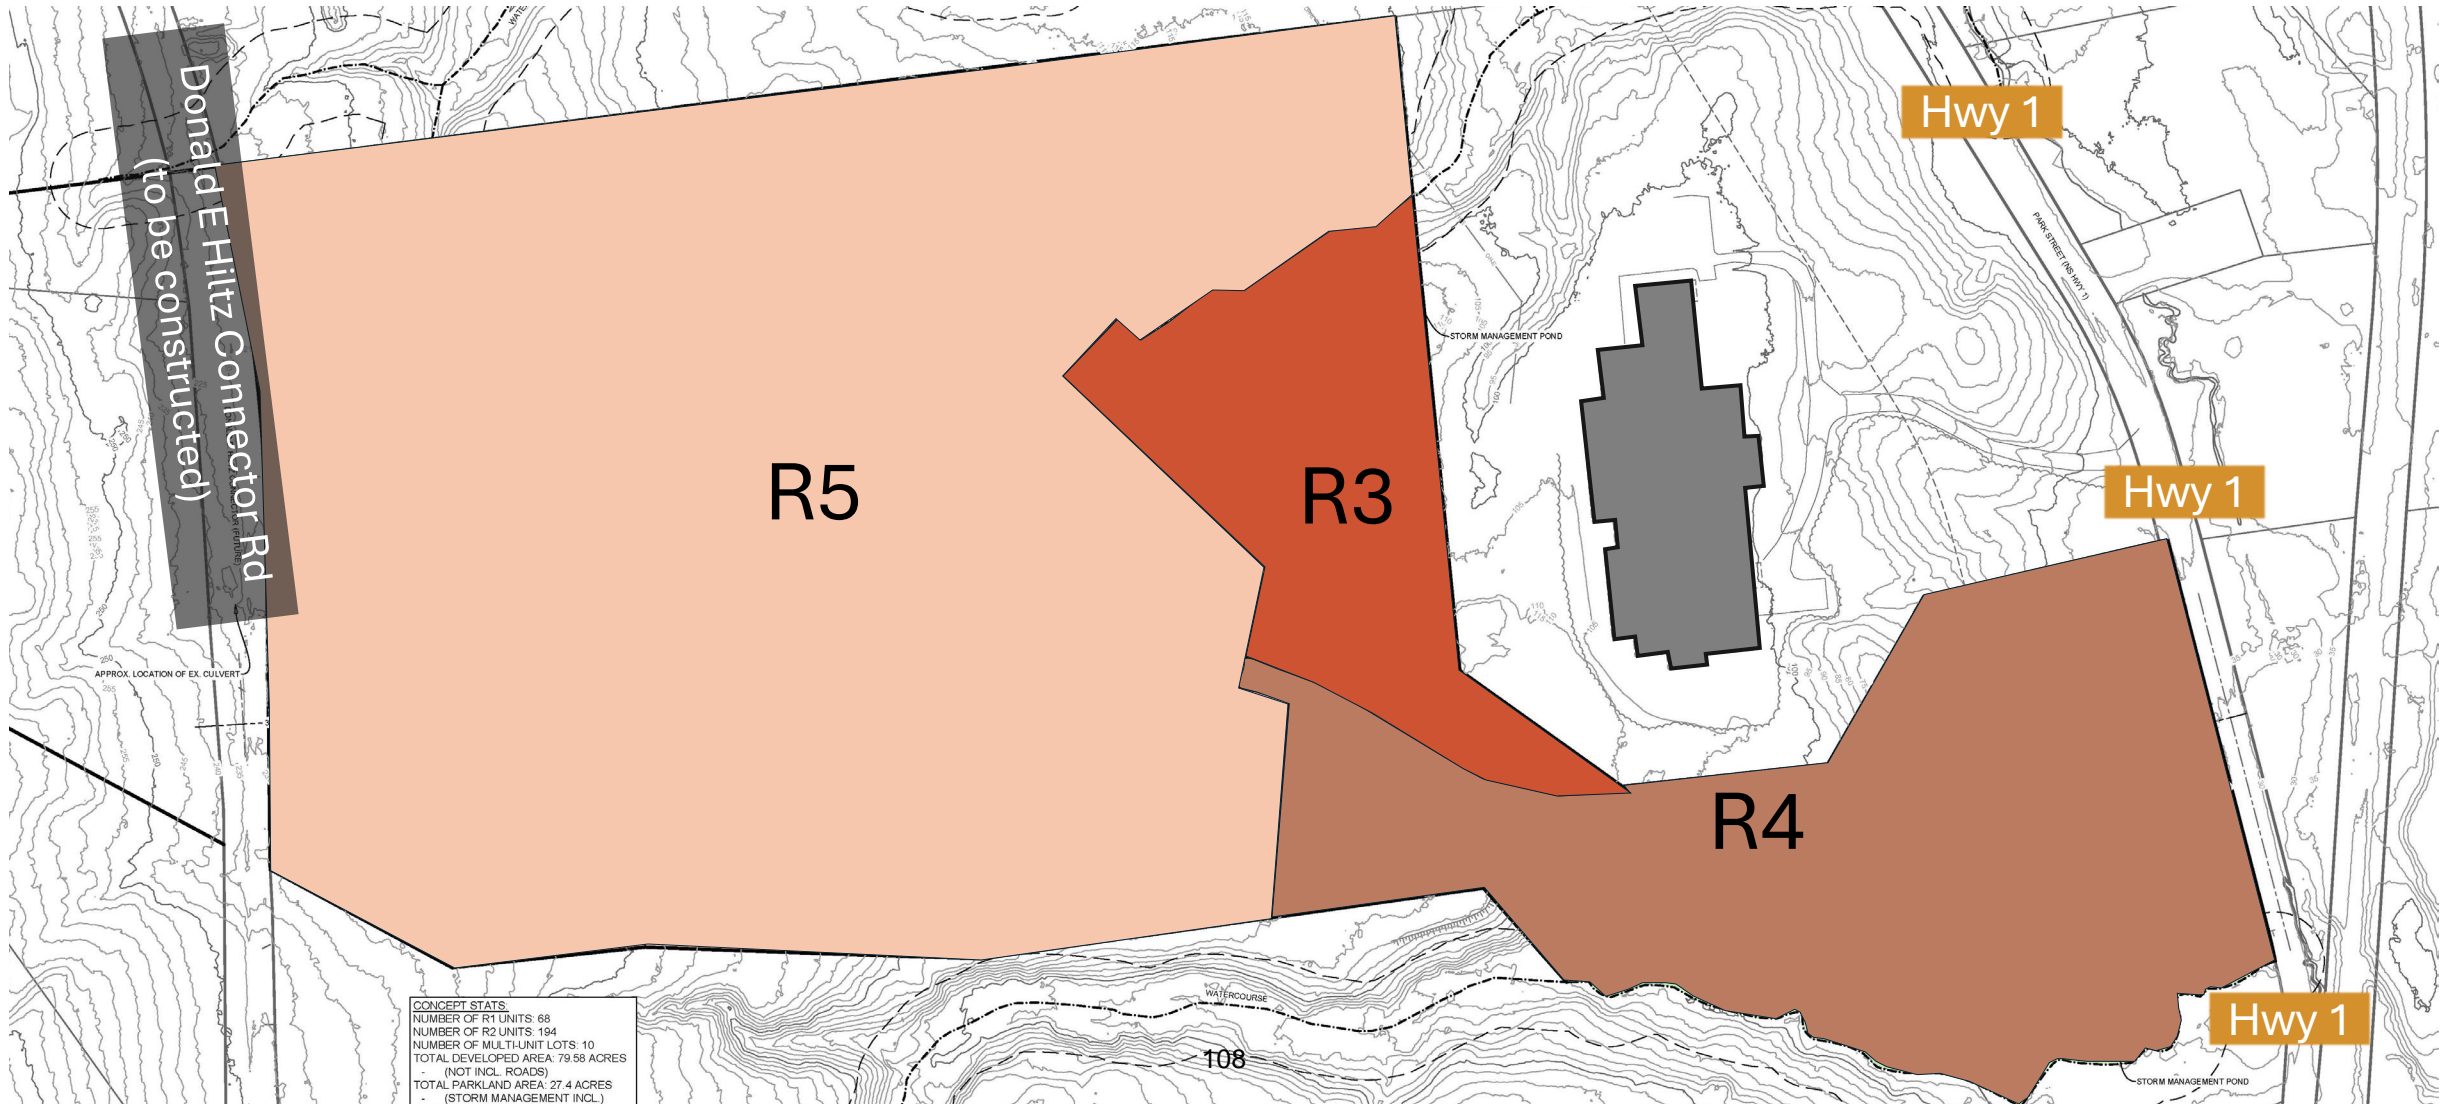 Donald E Hiltz Connector Rd
(to be constructed)
Hwy 1
PARK STREET (NS HWY 1)
STORM MANAGEMENT POND
Hwy 1
R5
R3
R4
APPROX. LOCATION OF EX. CULVERT
WATERCOURSE
Hwy 1
108
STORM MANAGEMENT POND
CONCEPT STATS:
NUMBER OF R1 UNITS: 68
NUMBER OF R2 UNITS: 194
NUMBER OF MULTI-UNIT LOTS: 10
TOTAL DEVELOPED AREA: 79.58 ACRES
- (NOT INCL. ROADS)
TOTAL PARKLAND AREA: 27.4 ACRES
- (STORM MANAGEMENT INCL.)